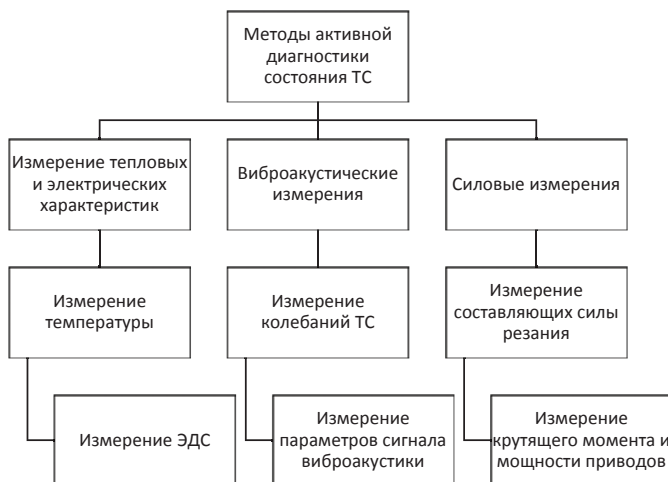 Методы активной
диагностики
состояния ТС
Измерение тепловых
и электрических
характеристик
Виброакустические
измерения
Силовые измерения
Измерение
температуры
Измерение
колебаний ТС
Измерение
составляющих силы
резания
Измерение ЭДС
Измерение
параметров сигнала
виброакустики
Измерение
крутящего момента и
мощности приводов